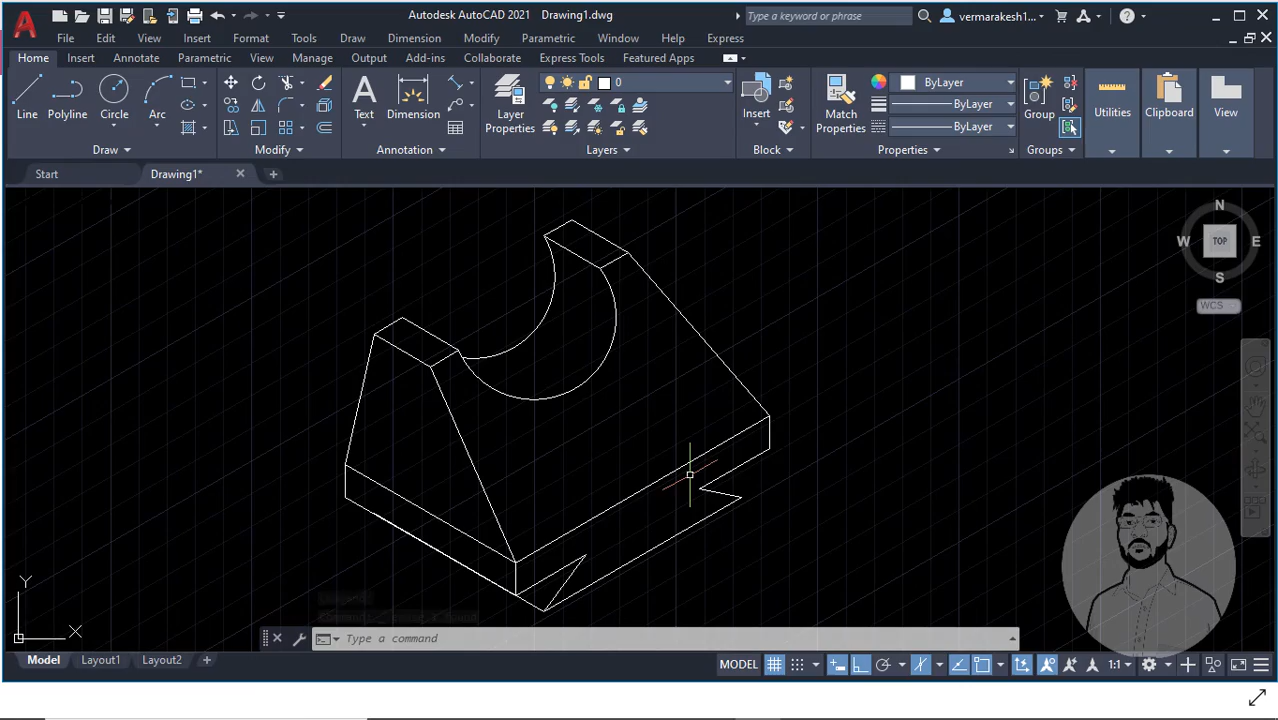 Autodesk AutoCAD 2021 Drawing1.dwg
Type a keyword or phrase
vermarakesh1...
File Edit View Insert Format Tools Draw Dimension Modify Parametric Window Help Express
Home Insert Annotate Parametric View Manage Output Add-ins Collaborate Express Tools Featured Apps
Line Polyline Circle Arc
Draw
Modify
Text Dimension
Annotation
Layer Properties
0
Layers
Insert
Block
Match Properties
ByLayer
ByLayer
ByLayer
Properties
Group
Groups
Utilities
Clipboard
View
Start
Drawing1*
N
W TOP E
S
WCS
Y
X
Type a command
Model Layout1 Layout2
MODEL
1:1